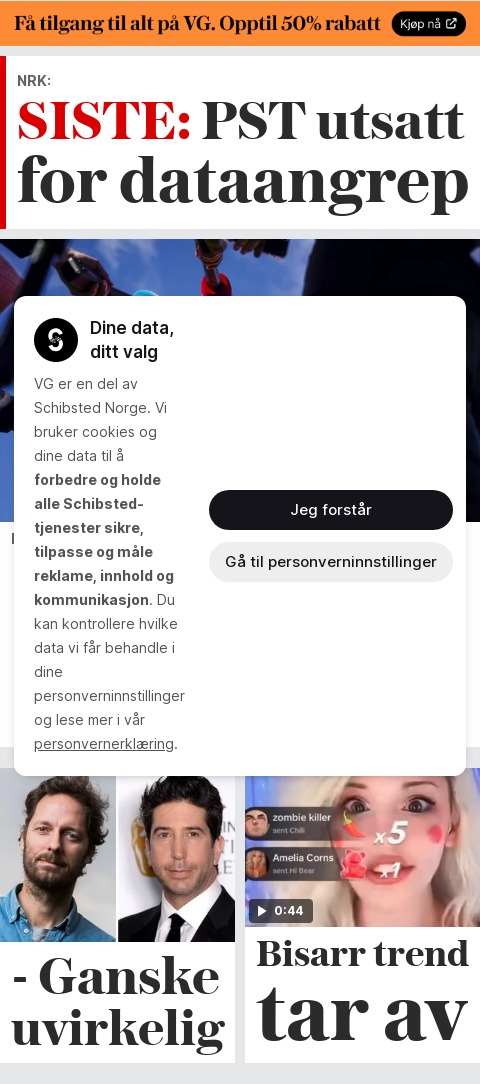 Få tilgang til alt på VG. Opptil 50% rabatt
Kjøp nå
NRK:
SISTE: PST utsatt
for dataangrep
Dine data,
ditt valg
VG er en del av
Schibsted Norge. Vi
bruker cookies og
dine data til å
forbedre og holde
alle Schibsted-
tjenester sikre,
tilpasse og måle
reklame, innhold og
kommunikasjon. Du
kan kontrollere hvilke
data vi får behandle i
dine
personverninnstillinger
og lese mer i vår
personvernerklæring.
Jeg forstår
Gå til personverninnstillinger
- Ganske
uvirkelig
zombie killer
sent Chili
x5
Amelia Corns
sent Hi Bear
x1
0:44
Bisarr trend
tar av